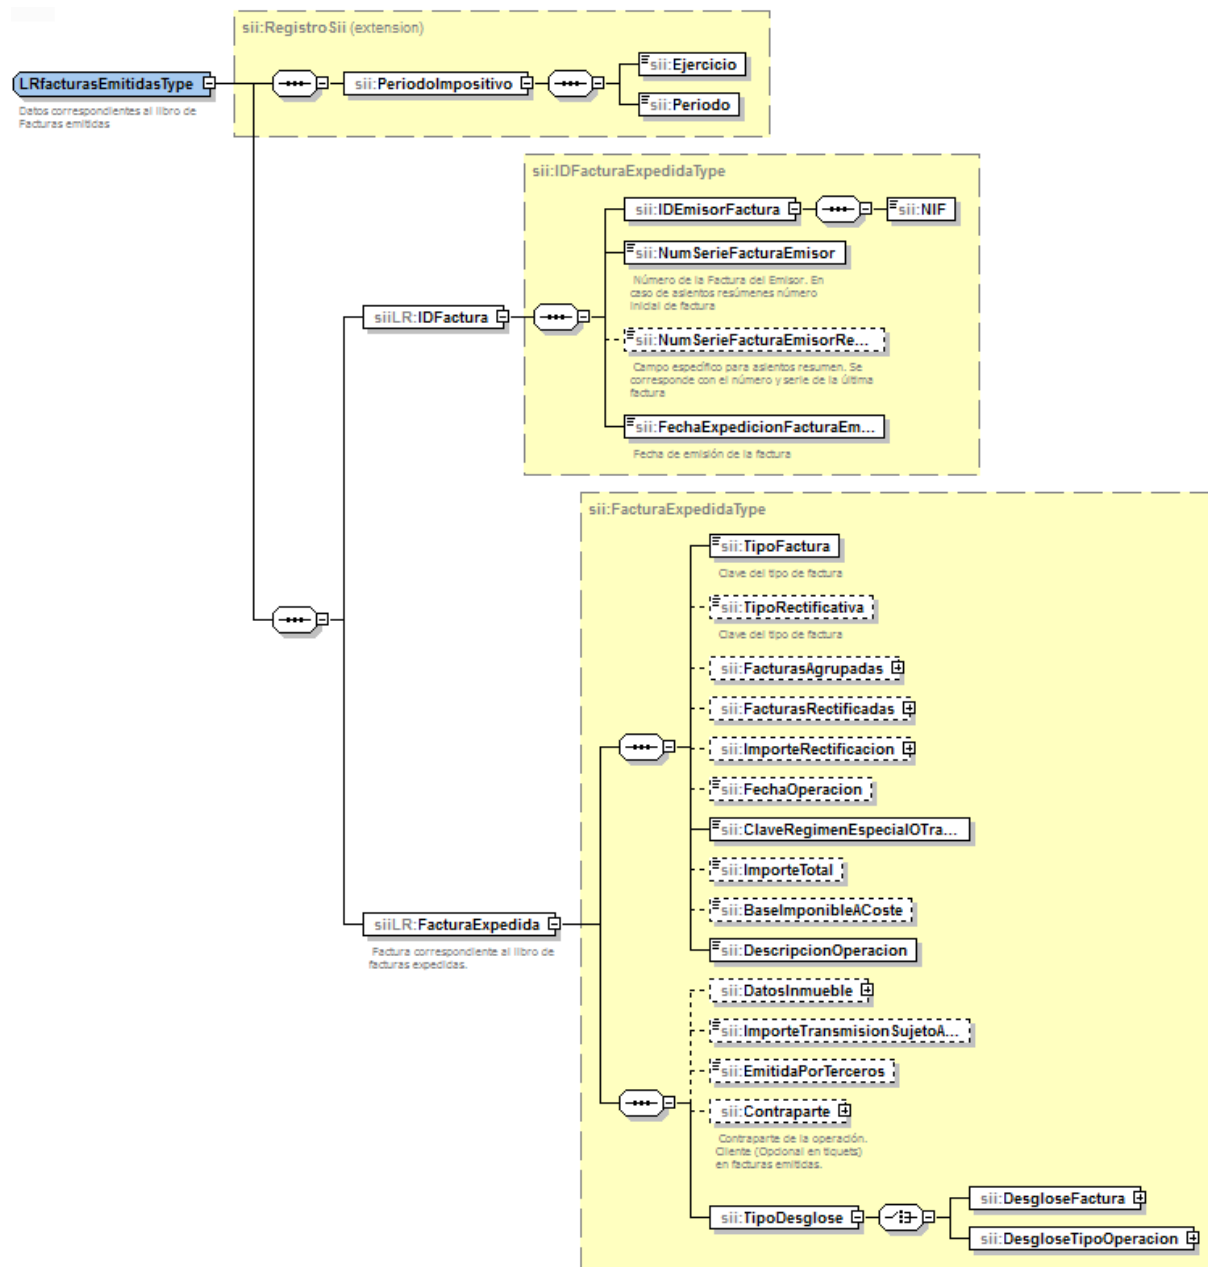 sii:RegistroSii (extension)
LRfacturasEmitidasType
Datos correspondientes al libro de
Facturas emitidas
sii:PeriodoImpositivo
sii:Ejercicio
sii:Periodo
sii:IDFacturaExpedidaType
sii:IDEmisorFactura
sii:NIF
sii:NumSerieFacturaEmisor
Número de la Factura del Emisor. En
caso de asientos resúmenes número
inicial de factura
siiLR:IDFactura
sii:NumSerieFacturaEmisorRe...
Campo específico para asientos resumen. Se
corresponde con el número y serie de la última
factura
sii:FechaExpedicionFacturaEm...
Fecha de emisión de la factura
sii:FacturaExpedidaType
sii:TipoFactura
Clave del tipo de factura
sii:TipoRectificativa
Clave del tipo de factura
sii:FacturasAgrupadas
sii:FacturasRectificadas
sii:ImporteRectificacion
sii:FechaOperacion
sii:ClaveRegimenEspecialOTra...
sii:ImporteTotal
sii:BaseImponibleACoste
siiLR:FacturaExpedida
Factura correspondiente al libro de
facturas expedidas.
sii:DescripcionOperacion
sii:DatosInmueble
sii:ImporteTransmisionSujetoA...
sii:EmitidaPorTerceros
sii:Contraparte
Contraparte de la operación.
Cliente (Opcional en tiquets)
en facturas emitidas.
sii:TipoDesglose
sii:DesgloseFactura
sii:DesgloseTipoOperacion